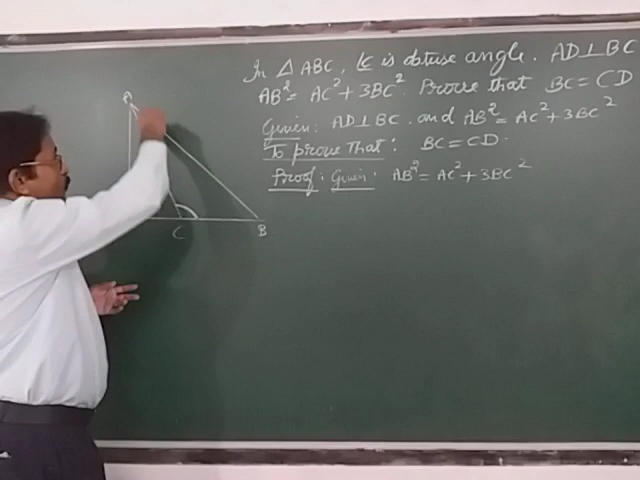 In △ ABC, ∠C is obtuse angle. AD⊥BC
AB² = AC² + 3BC². Prove that BC = CD
Given: AD⊥BC. and AB² = AC² + 3BC²
To prove that: BC = CD.
Proof: Given: AB² = AC² + 3BC²
A
C
B